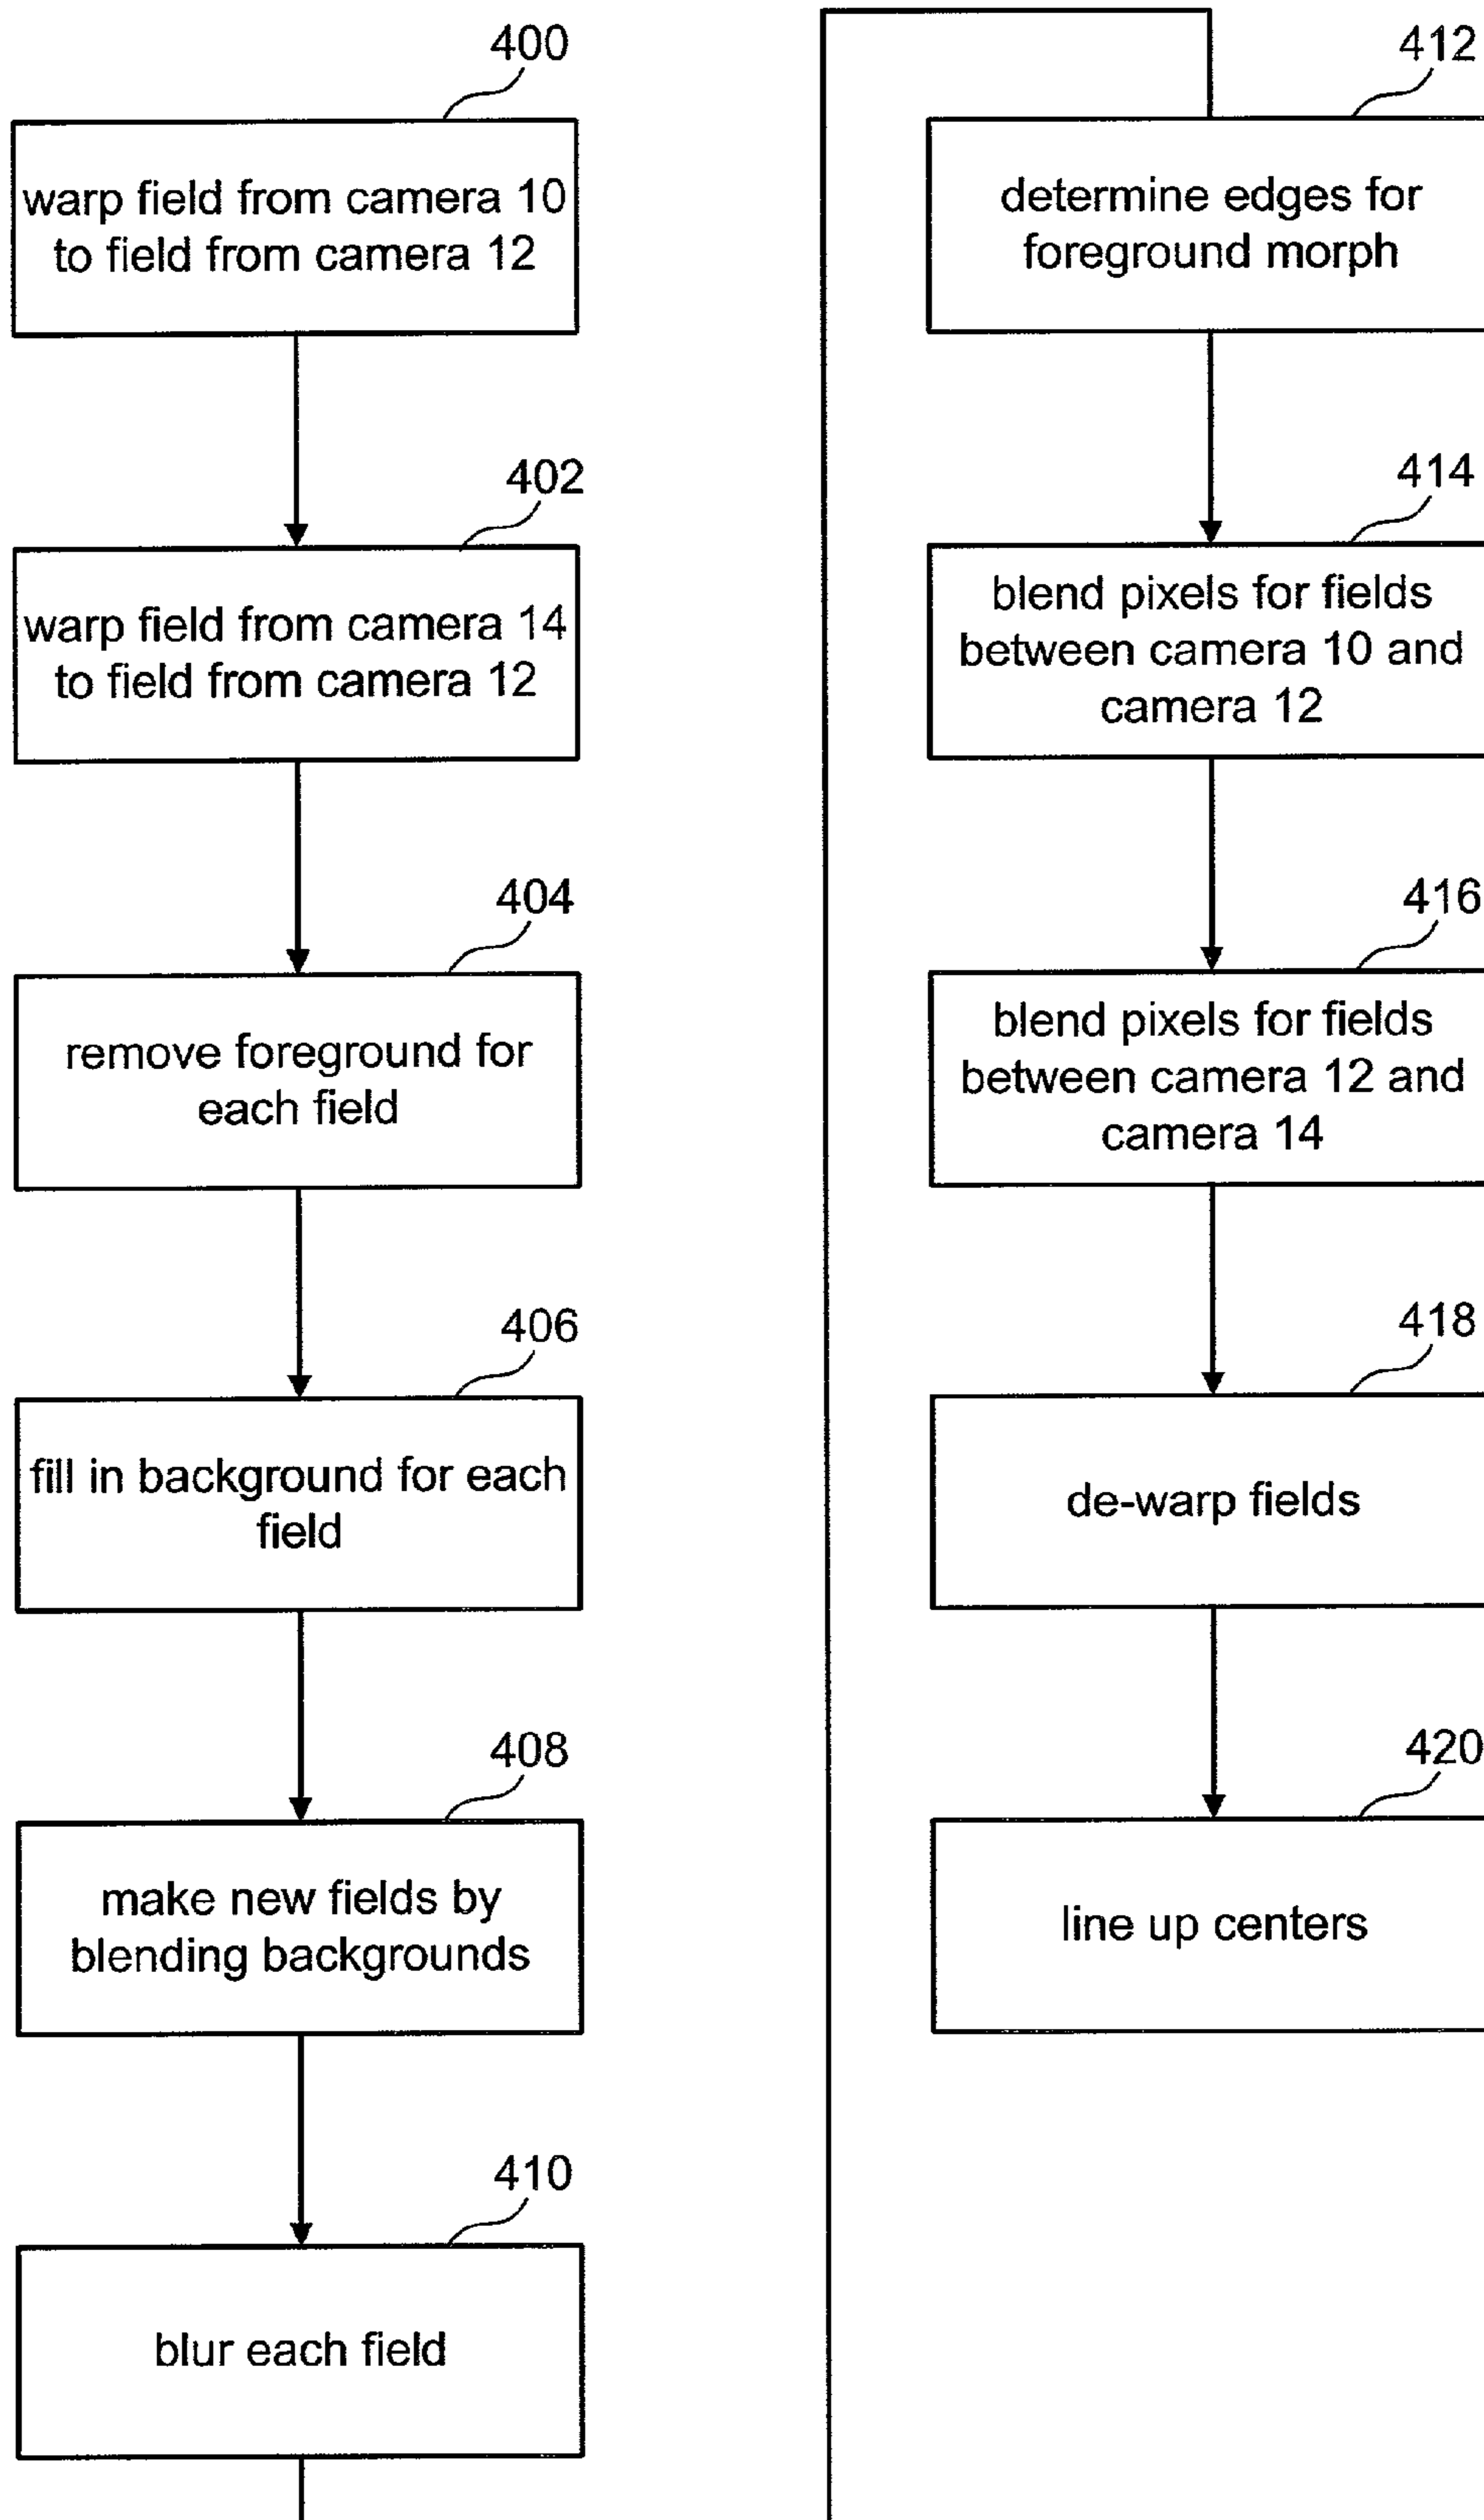 400
warp field from camera 10
to field from camera 12
402
warp field from camera 14
to field from camera 12
404
remove foreground for
each field
406
fill in background for each
field
408
make new fields by
blending backgrounds
410
blur each field
412
determine edges for
foreground morph
414
blend pixels for fields
between camera 10 and
camera 12
416
blend pixels for fields
between camera 12 and
camera 14
418
de-warp fields
420
line up centers